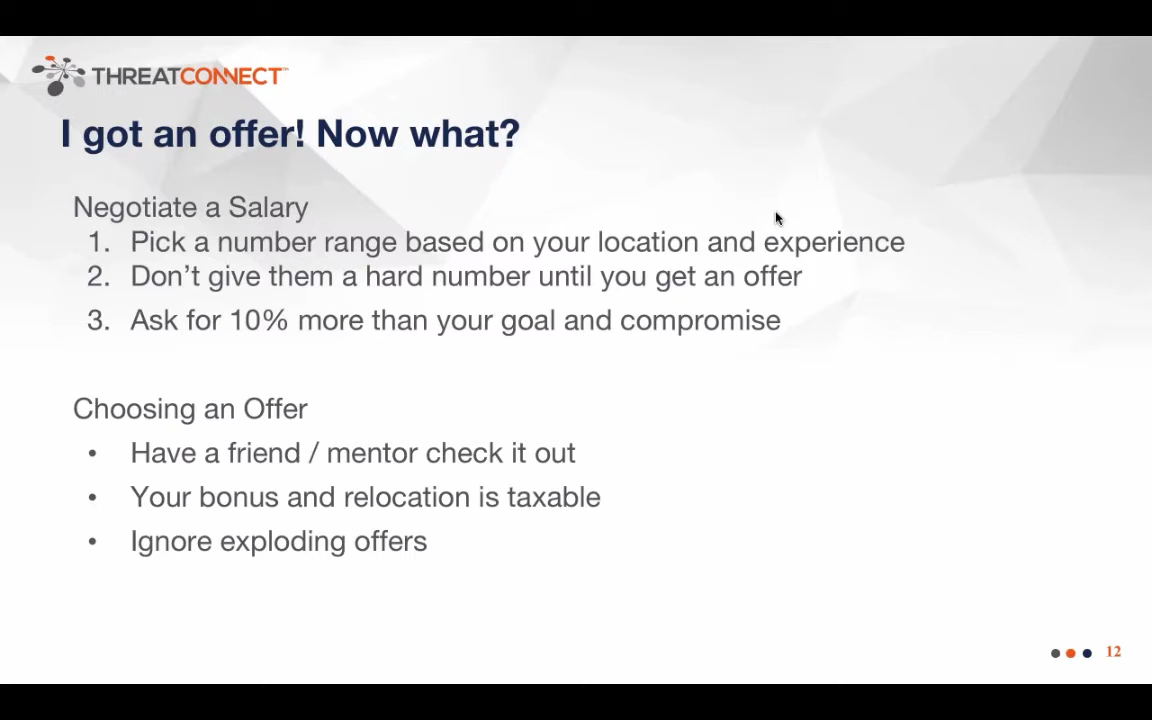 THREATCONNECT™
I got an offer! Now what?
Negotiate a Salary
1. Pick a number range based on your location and experience
2. Don’t give them a hard number until you get an offer
3. Ask for 10% more than your goal and compromise
Choosing an Offer
• Have a friend / mentor check it out
• Your bonus and relocation is taxable
• Ignore exploding offers
12